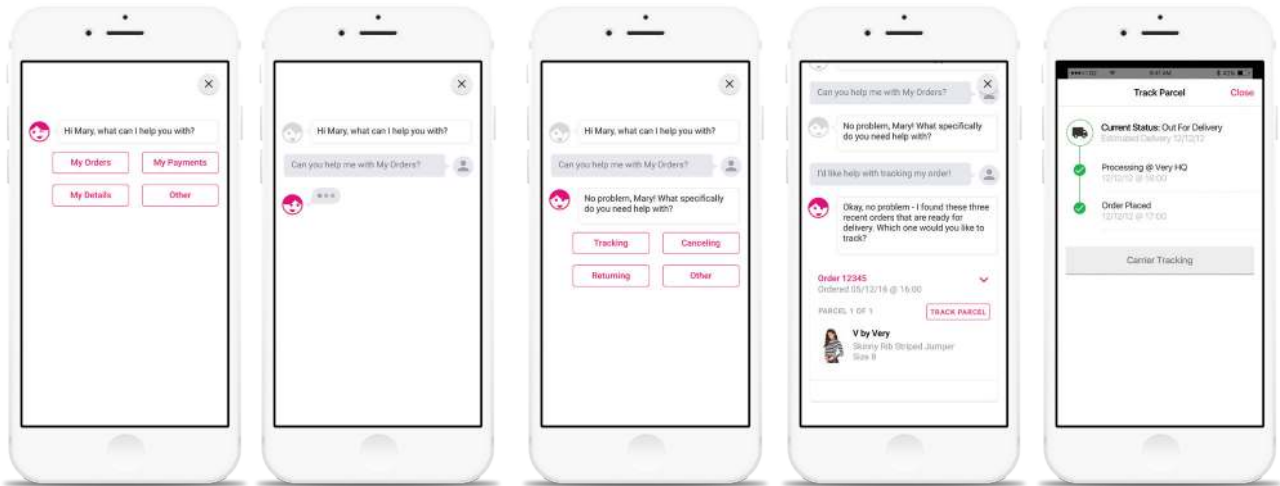 Hi Mary, what can I help you with?
My Orders
My Payments
My Details
Other
Hi Mary, what can I help you with?
Can you help me with My Orders?
Hi Mary, what can I help you with?
Can you help me with My Orders?
No problem, Mary! What specifically
do you need help with?
Tracking
Canceling
Returning
Other
Can you help me with My Orders?
No problem, Mary! What specifically
do you need help with?
I'd like help with tracking my order!
Okay, no problem - I found these three
recent orders that are ready for
delivery. Which one would you like to
track?
Order 12345
Ordered 05/12/16 @ 16:00
PARCEL 1 OF 1
TRACK PARCEL
V by Very
Skinny Rib Striped Jumper
Size 8
9:41 AM
Track Parcel
Close
Current Status: Out For Delivery
Estimated Delivery 12/12/12
Processing @ Very HQ
12/12/12 @ 18:00
Order Placed
12/12/12 @ 17:00
Carrier Tracking